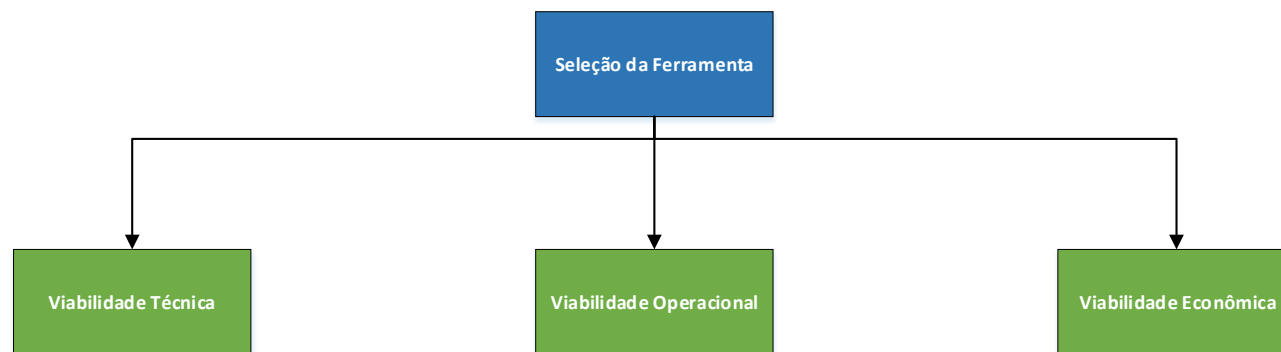 Seleção da Ferramenta
Viabilidade Técnica
Viabilidade Operacional
Viabilidade Econômica